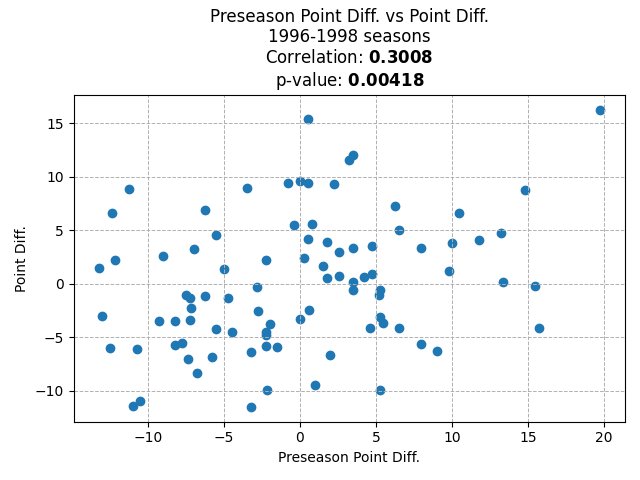 Preseason Point Diff. vs Point Diff.
1996-1998 seasons
Correlation: 0.3008
p-value: 0.00418
15
10
5
0
−5
−10
Point Diff.
−10 −5 0 5 10 15 20
Preseason Point Diff.